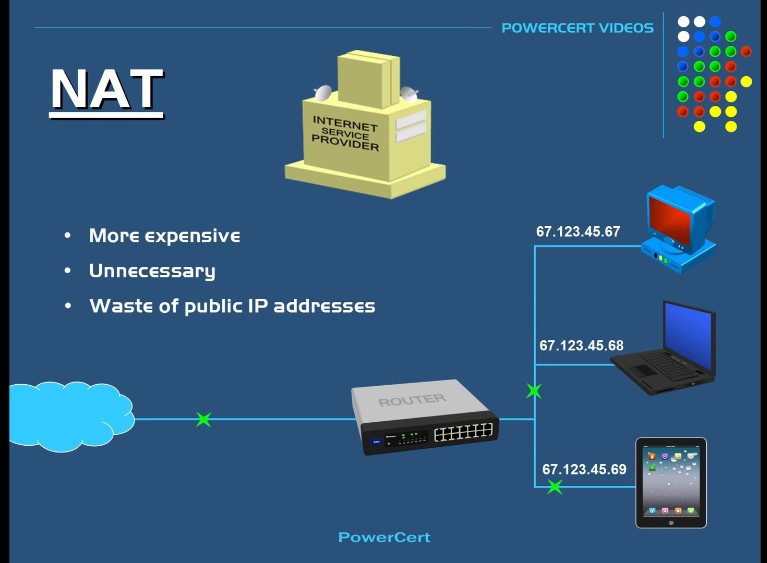 POWERCERT VIDEOS
NAT
INTERNET
SERVICE
PROVIDER
• More expensive
• Unnecessary
• Waste of public IP addresses
67.123.45.67
67.123.45.68
ROUTER
67.123.45.69
PowerCert